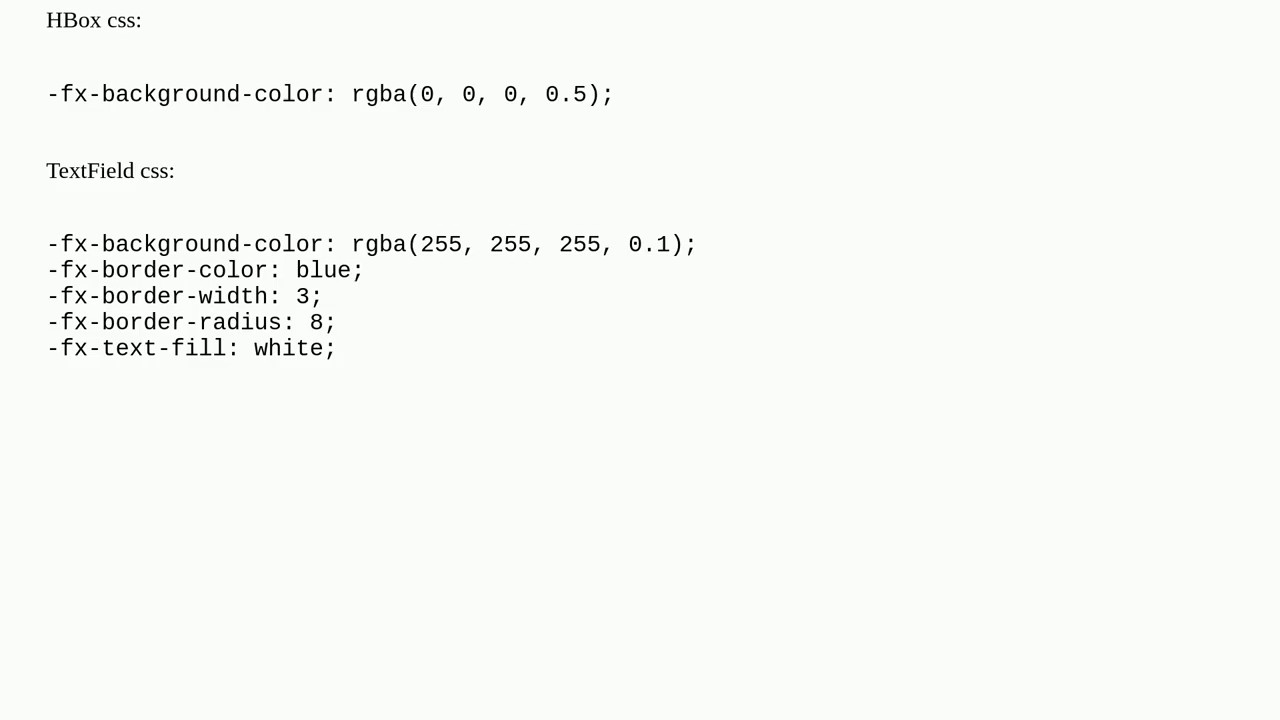 HBox css:
-fx-background-color: rgba(0, 0, 0, 0.5);
TextField css:
-fx-background-color: rgba(255, 255, 255, 0.1);
-fx-border-color: blue;
-fx-border-width: 3;
-fx-border-radius: 8;
-fx-text-fill: white;